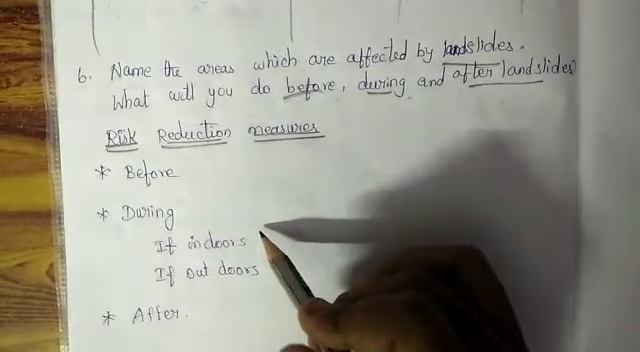 6. Name the areas which are affected by landslides.
What will you do before, during and after landslides
Risk Reduction measures
* Before
* During
If indoors
If out doors
* After.